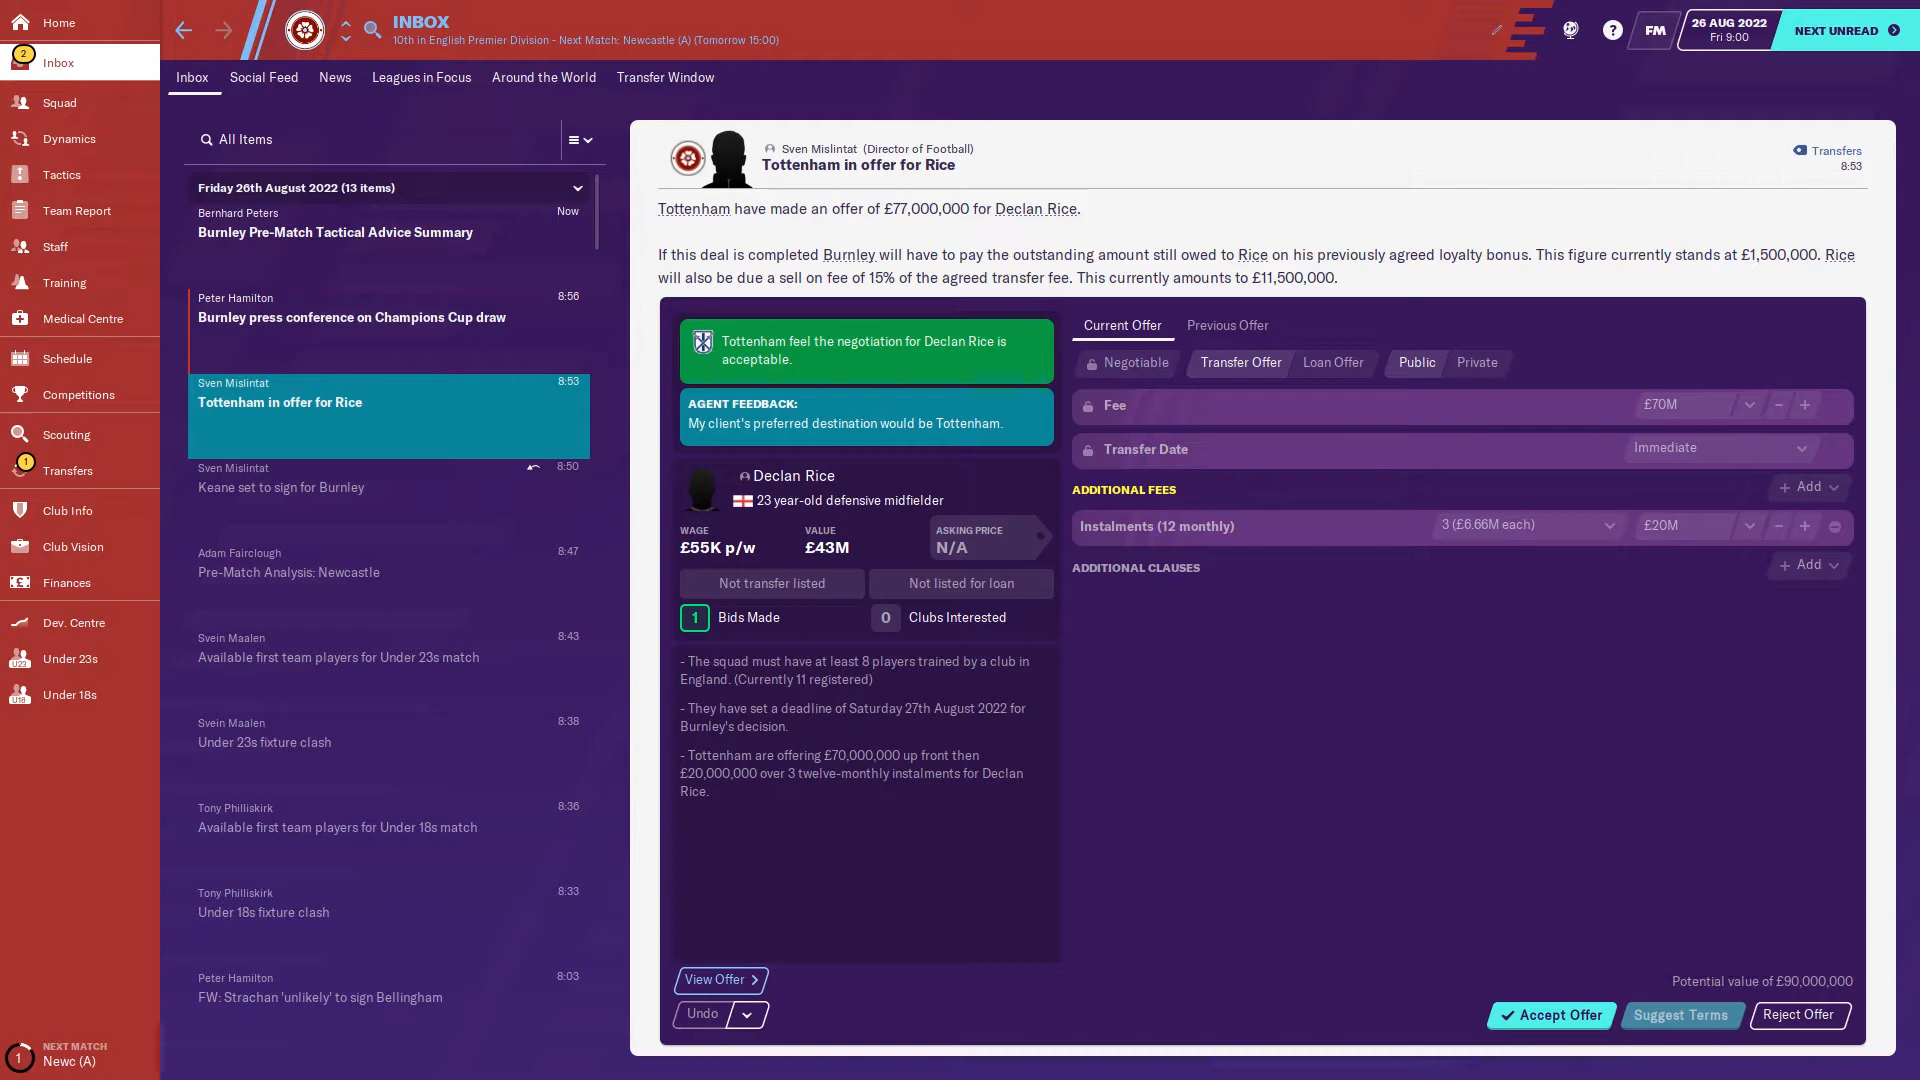 Home
2
Inbox
Squad
Dynamics
Tactics
Team Report
Staff
Training
Medical Centre
Schedule
Competitions
Scouting
1
Transfers
Club Info
Club Vision
Finances
Dev. Centre
U23
Under 23s
U18
Under 18s
1
NEXT MATCH
Newc (A)
INBOX
10th in English Premier Division - Next Match: Newcastle (A) (Tomorrow 15:00)
?
FM
26 AUG 2022
Fri 9:00
NEXT UNREAD
Inbox
Social Feed
News
Leagues in Focus
Around the World
Transfer Window
All Items
Friday 26th August 2022 (13 items)
Bernhard Peters
Now
Burnley Pre-Match Tactical Advice Summary
Peter Hamilton
8:56
Burnley press conference on Champions Cup draw
Sven Mislintat
8:53
Tottenham in offer for Rice
Sven Mislintat
8:50
Keane set to sign for Burnley
Adam Fairclough
8:47
Pre-Match Analysis: Newcastle
Svein Maalen
8:43
Available first team players for Under 23s match
Svein Maalen
8:38
Under 23s fixture clash
Tony Philliskirk
8:36
Available first team players for Under 18s match
Tony Philliskirk
8:33
Under 18s fixture clash
Peter Hamilton
8:03
FW: Strachan 'unlikely' to sign Bellingham
Sven Mislintat (Director of Football)
Tottenham in offer for Rice
Transfers
8:53
Tottenham have made an offer of £77,000,000 for Declan Rice.
If this deal is completed Burnley will have to pay the outstanding amount still owed to Rice on his previously agreed loyalty bonus. This figure currently stands at £1,500,000. Rice
will also be due a sell on fee of 15% of the agreed transfer fee. This currently amounts to £11,500,000.
Tottenham feel the negotiation for Declan Rice is
acceptable.
AGENT FEEDBACK:
My client's preferred destination would be Tottenham.
Declan Rice
23 year-old defensive midfielder
WAGE
VALUE
ASKING PRICE
£55K p/w
£43M
N/A
Not transfer listed
Not listed for loan
1
Bids Made
0
Clubs Interested
- The squad must have at least 8 players trained by a club in
England. (Currently 11 registered)
- They have set a deadline of Saturday 27th August 2022 for
Burnley's decision.
- Tottenham are offering £70,000,000 up front then
£20,000,000 over 3 twelve-monthly instalments for Declan
Rice.
Current Offer
Previous Offer
Negotiable
Transfer Offer
Loan Offer
Public
Private
Fee
£70M
Transfer Date
Immediate
ADDITIONAL FEES
+ Add
Instalments (12 monthly)
3 (£6.66M each)
£20M
ADDITIONAL CLAUSES
+ Add
View Offer
Undo
Potential value of £90,000,000
Accept Offer
Suggest Terms
Reject Offer